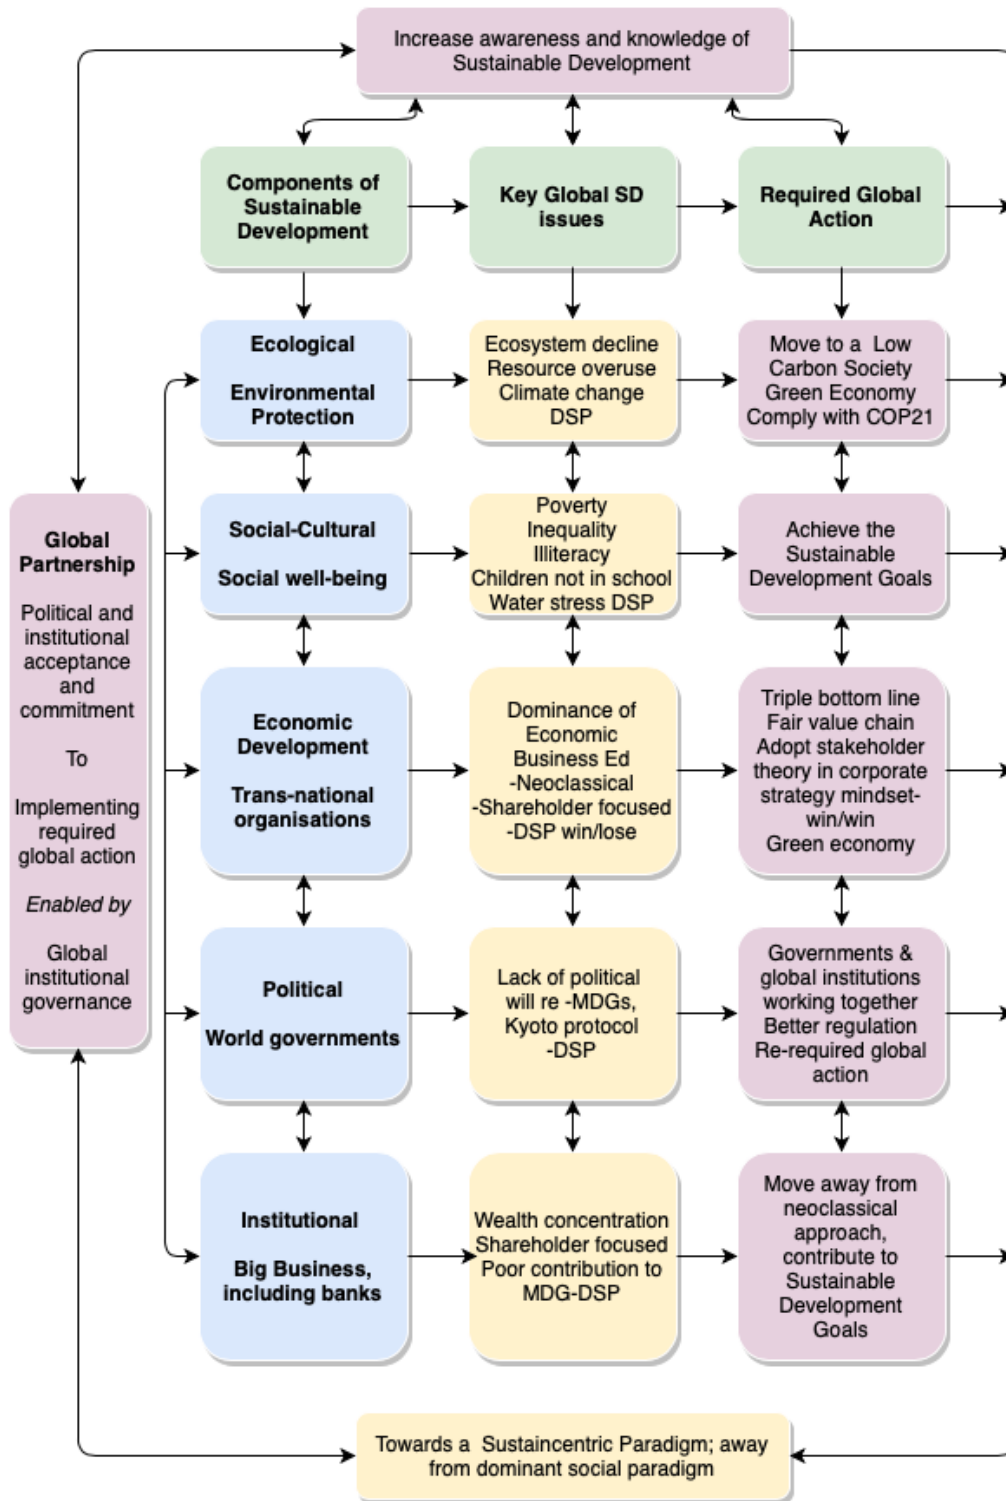 Increase awareness and knowledge of
Sustainable Development
Components of
Sustainable
Development
Key Global SD
issues
Required Global
Action
Ecological
Environmental
Protection
Ecosystem decline
Resource overuse
Climate change
DSP
Move to a Low
Carbon Society
Green Economy
Comply with COP21
Global
Partnership
Political and
institutional
acceptance
and
commitment
To
Implementing
required
global action
Enabled by
Global
institutional
governance
Social-Cultural
Social well-being
Poverty
Inequality
Illiteracy
Children not in school
Water stress DSP
Achieve the
Sustainable
Development Goals
Economic
Development
Trans-national
organisations
Dominance of
Economic
Business Ed
-Neoclassical
-Shareholder focused
-DSP win/lose
Triple bottom line
Fair value chain
Adopt stakeholder
theory in corporate
strategy mindset-
win/win
Green economy
Political
World governments
Lack of political
will re -MDGs,
Kyoto protocol
-DSP
Governments &
global institutions
working together
Better regulation
Re-required global
action
Institutional
Big Business,
including banks
Wealth concentration
Shareholder focused
Poor contribution to
MDG-DSP
Move away from
neoclassical
approach,
contribute to
Sustainable
Development
Goals
Towards a Sustaincentric Paradigm; away
from dominant social paradigm